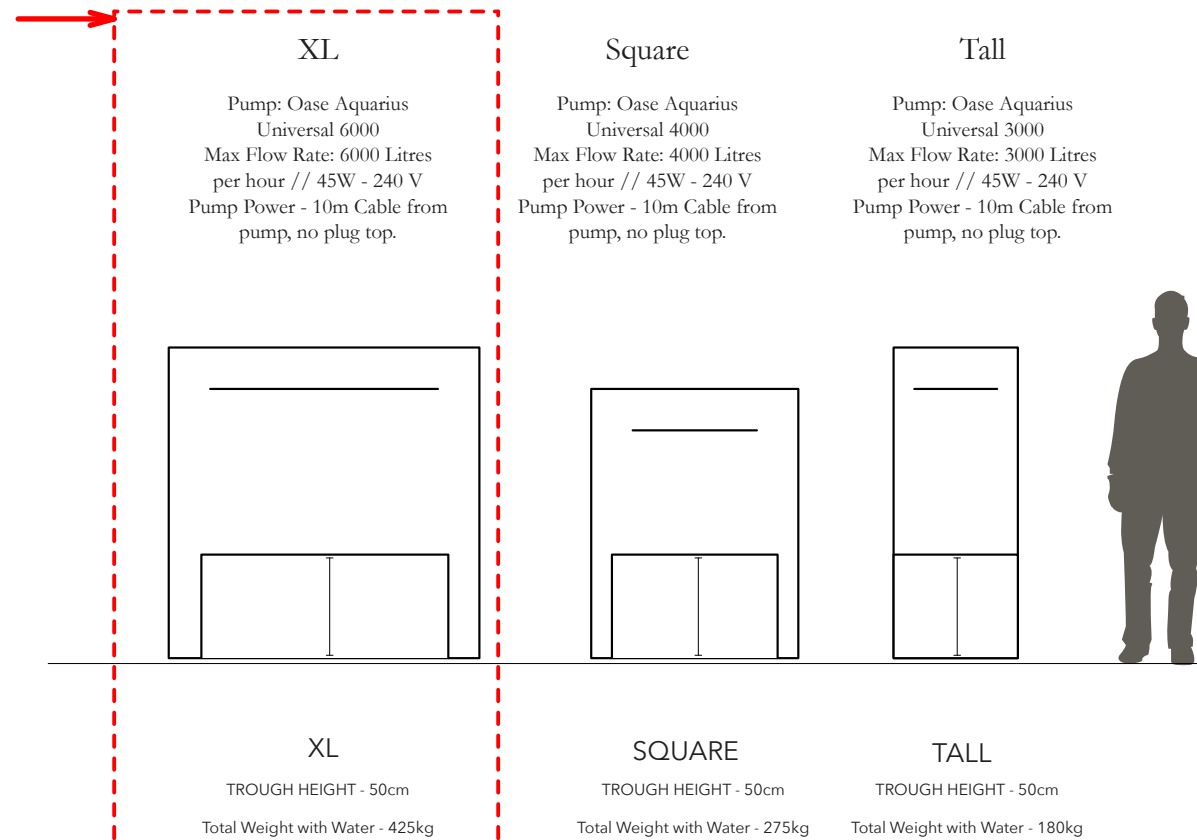 XL
Pump: Oase Aquarius
Universal 6000
Max Flow Rate: 6000 Litres
per hour // 45W - 240 V
Pump Power - 10m Cable from
pump, no plug top.
Square
Pump: Oase Aquarius
Universal 4000
Max Flow Rate: 4000 Litres
per hour // 45W - 240 V
Pump Power - 10m Cable from
pump, no plug top.
Tall
Pump: Oase Aquarius
Universal 3000
Max Flow Rate: 3000 Litres
per hour // 45W - 240 V
Pump Power - 10m Cable from
pump, no plug top.
XL
TROUGH HEIGHT - 50cm
Total Weight with Water - 425kg
SQUARE
TROUGH HEIGHT - 50cm
Total Weight with Water - 275kg
TALL
TROUGH HEIGHT - 50cm
Total Weight with Water - 180kg